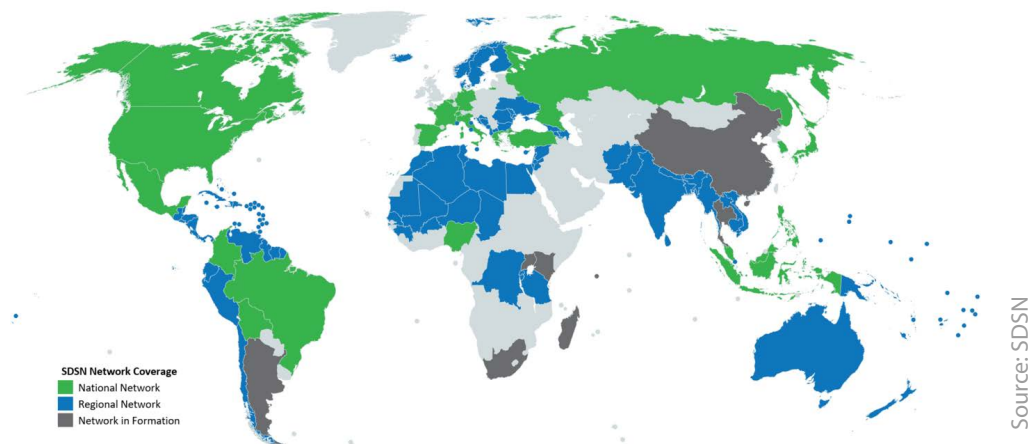 SDSN Network Coverage
National Network
Regional Network
Network in Formation
Source: SDSN